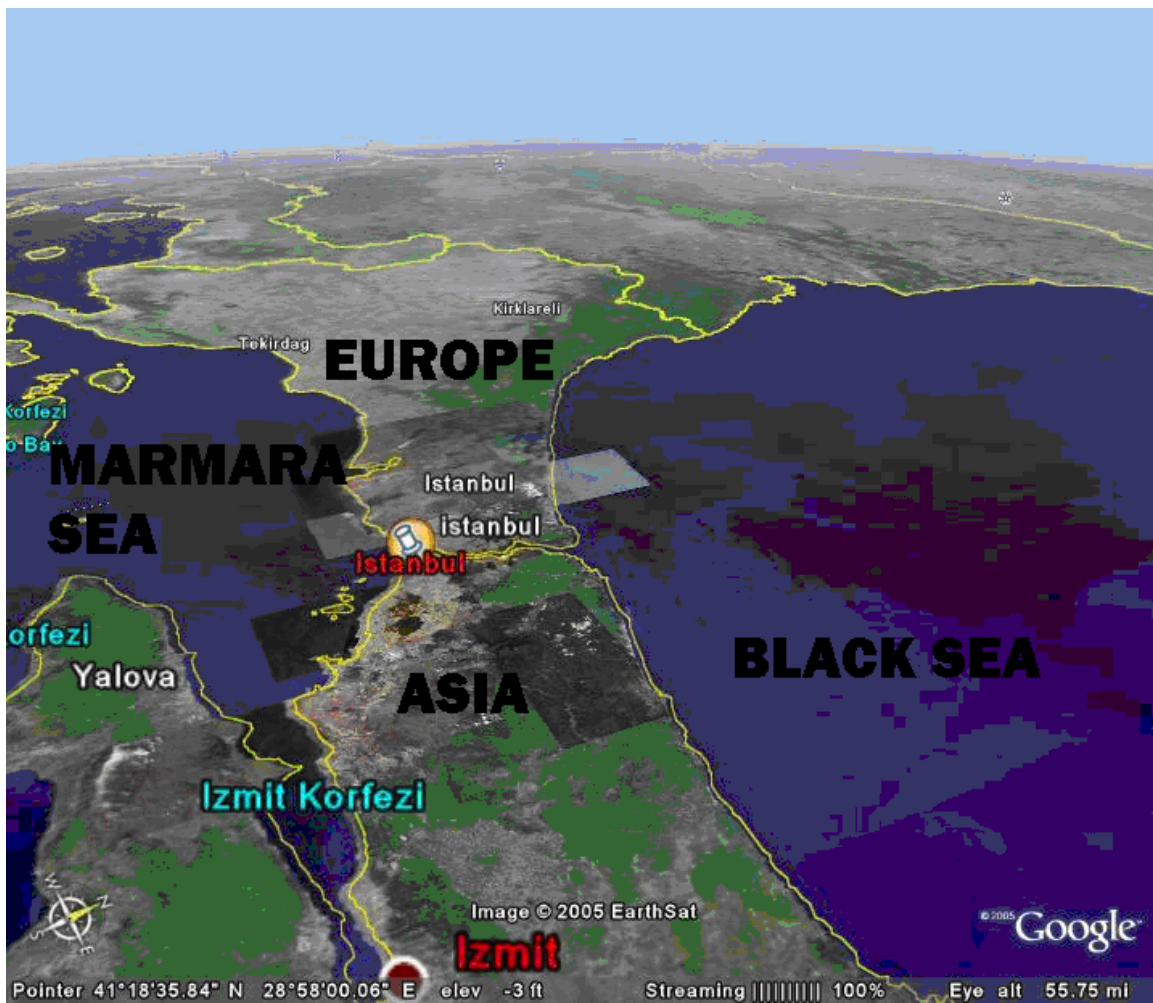 Kirklareli
Tekirdag
EUROPE
Korfezi
o Bay
MARMARA
SEA
Istanbul
istanbul
Istanbul
orfezi
Yalova
BLACK SEA
ASIA
Izmit Korfezi
W
N
S
E
Image © 2005 EarthSat
© 2005 Google
Izmit
Pointer 41°18'35.84" N 28°58'00.06" E elev -3 ft Streaming |||||||||| 100% Eye alt 55.75 mi